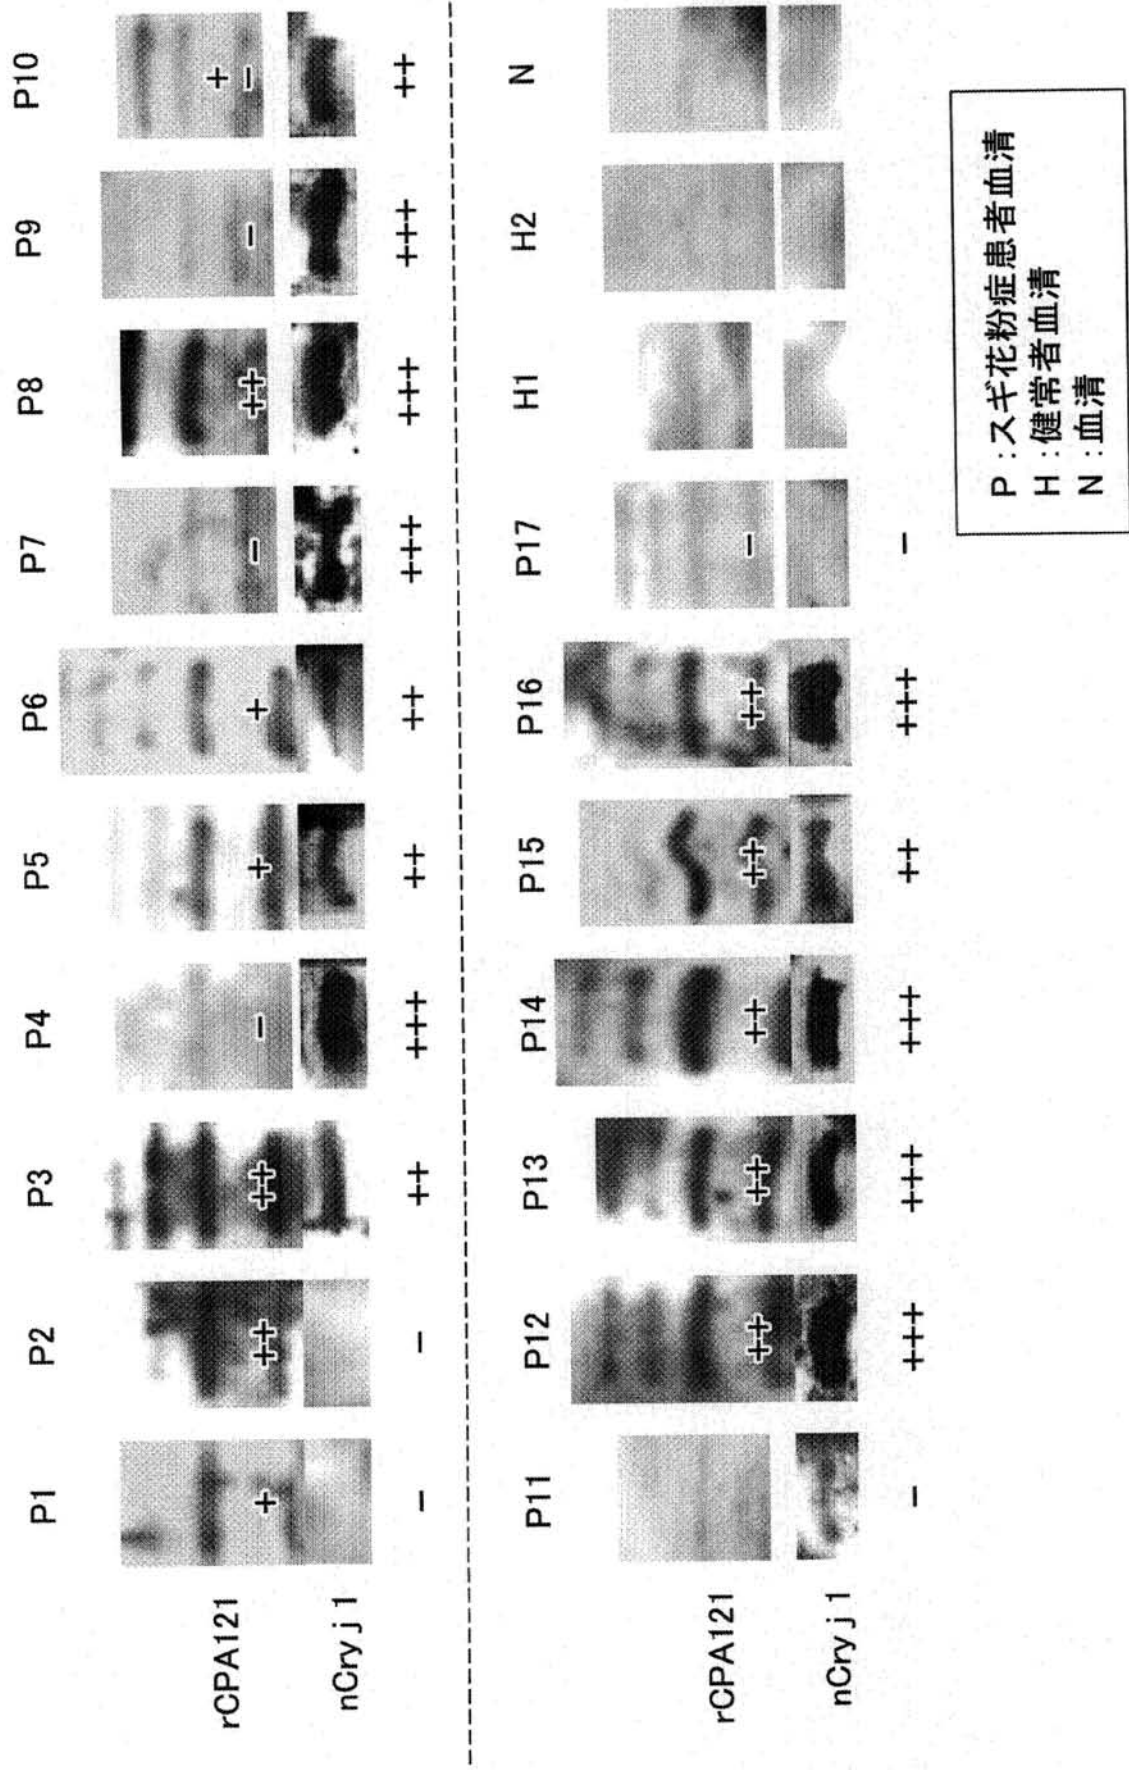 P1 P2 P3 P4 P5 P6 P7 P8 P9 P10
rCPA121 + ++ ++ - + + - ++ - + -
nCry j 1
- - ++ +++ ++ ++ +++ +++ +++ ++
P11 P12 P13 P14 P15 P16 P17 H1 H2 N
rCPA121 ++ ++ ++ ++ ++ -
nCry j 1
- +++ +++ +++ ++ +++ -
P :スギ花粉症患者血清
H :健常者血清
N :血清